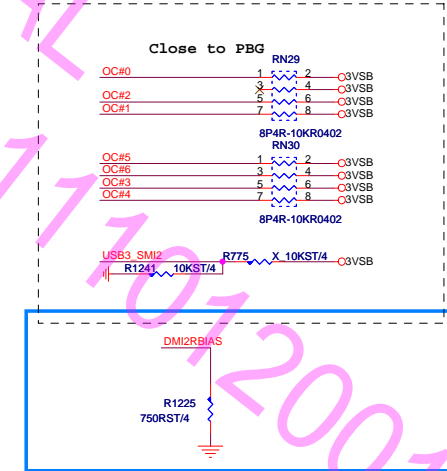 Close to PBG
RN29
OC#0 1 2 3VSB
3 4 3VSB
OC#2 5 6 3VSB
OC#1 7 8 3VSB
8P4R-10KR0402
RN30
OC#5 1 2 3VSB
OC#6 3 4 3VSB
OC#3 5 6 3VSB
OC#4 7 8 3VSB
8P4R-10KR0402
USB3_SMI2 R775 X_10KST/4 3VSB
R1241 10KST/4
DMI2RBIAS
R1225
750RST/4